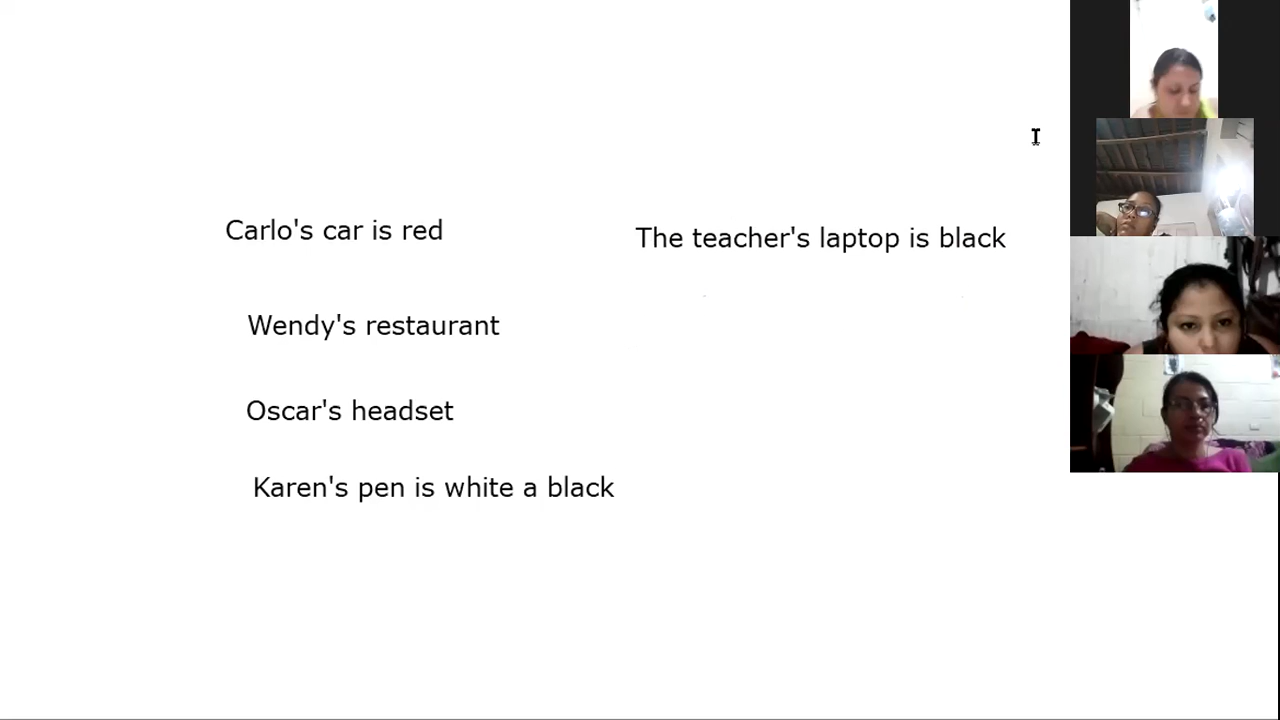 Carlo's car is red
The teacher's laptop is black
Wendy's restaurant
Oscar's headset
Karen's pen is white a black